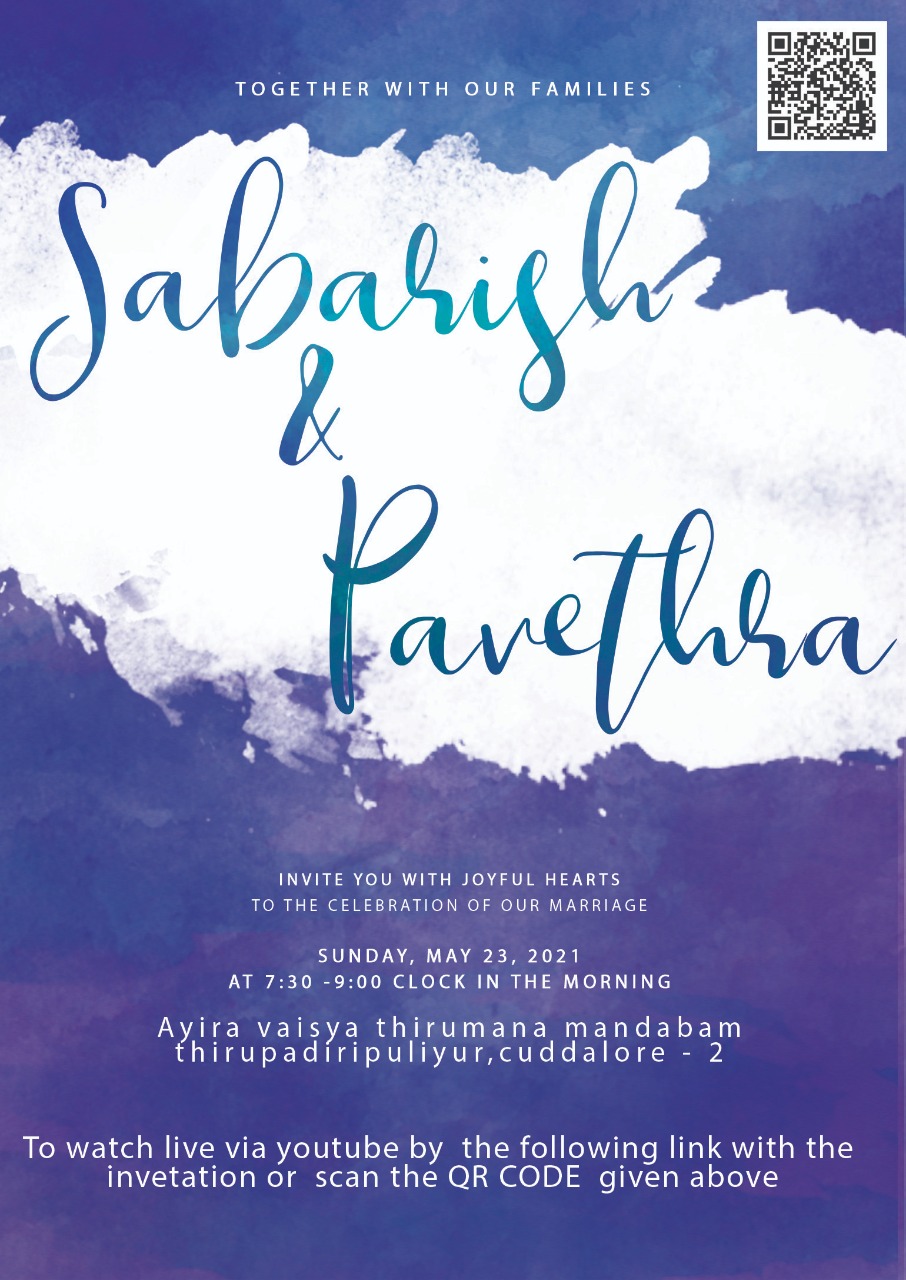 TOGETHER WITH OUR FAMILIES
Sabarish
&
Pavethra
INVITE YOU WITH JOYFUL HEARTS
TO THE CELEBRATION OF OUR MARRIAGE
SUNDAY, MAY 23, 2021
AT 7:30 -9:00 CLOCK IN THE MORNING
Ayira vaisya thirumana mandabam
thirupadiripuliyur,cuddalore - 2
To watch live via youtube by the following link with the
invetation or scan the QR CODE given above